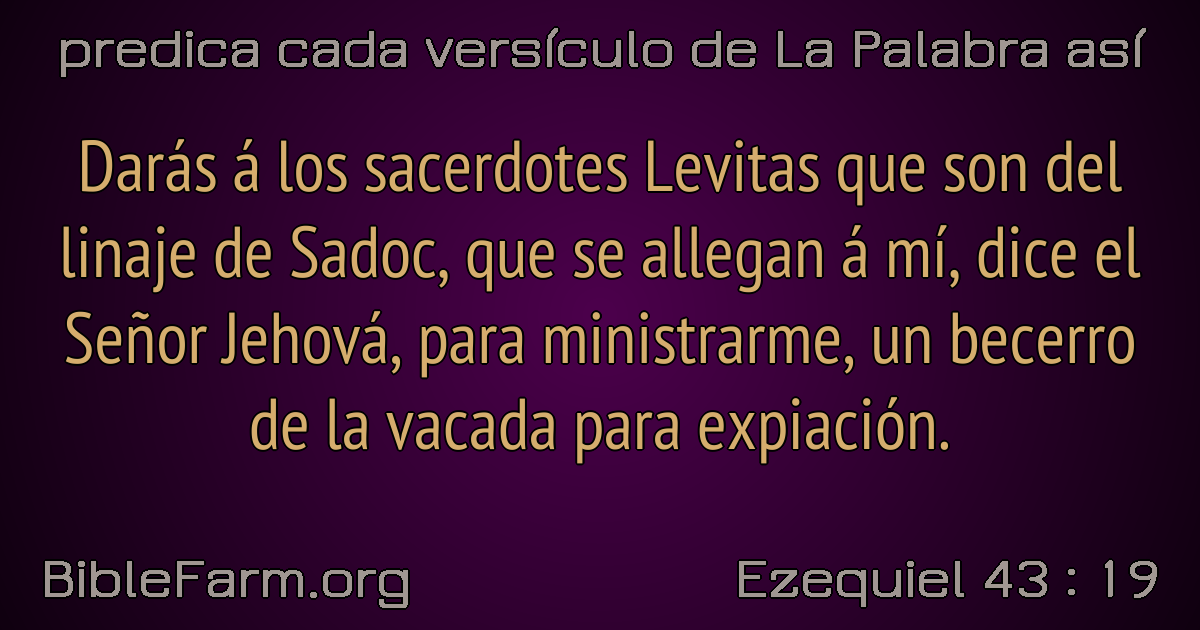 predica cada versículo de La Palabra así
Darás á los sacerdotes Levitas que son del
linaje de Sadoc, que se allegan á mí, dice el
Señor Jehová, para ministrarme, un becerro
de la vacada para expiación.
BibleFarm.org
Ezequiel 43 : 19